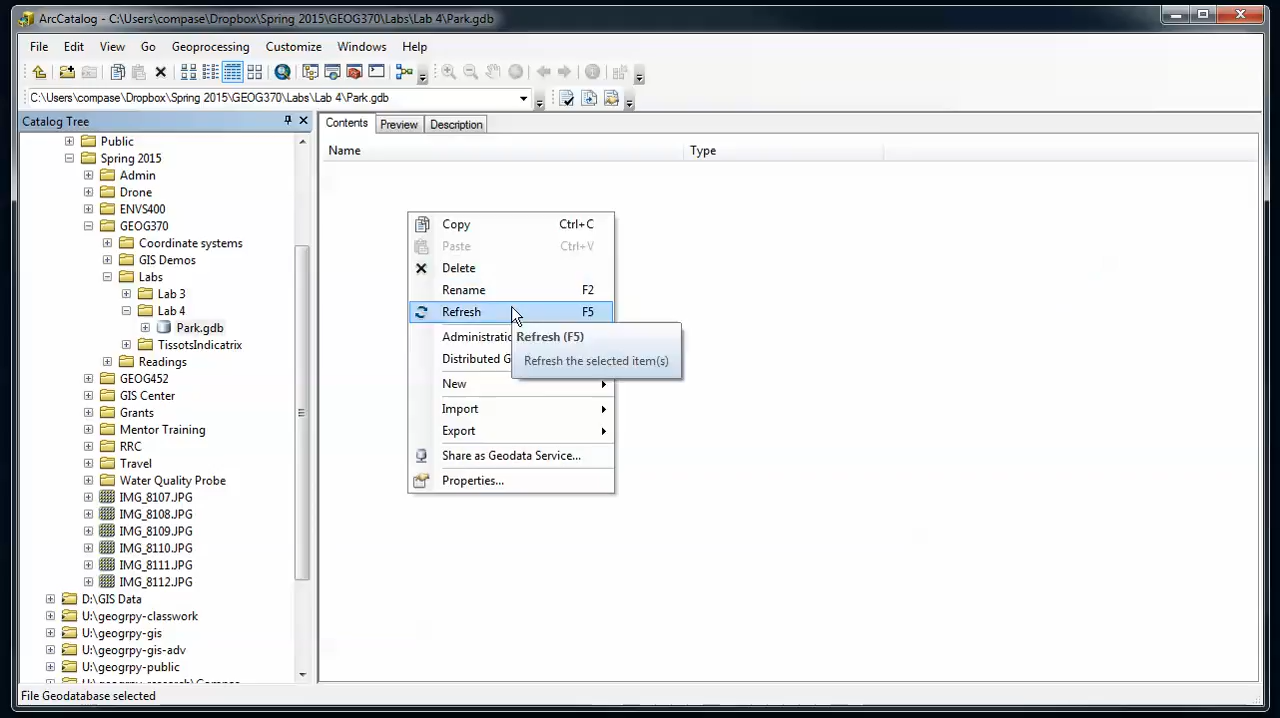 ArcCatalog - C:\Users\compase\Dropbox\Spring 2015\GEOG370\Labs\Lab 4\Park.gdb
File Edit View Go Geoprocessing Customize Windows Help
C:\Users\compase\Dropbox\Spring 2015\GEOG370\Labs\Lab 4\Park.gdb
Catalog Tree
Public
Spring 2015
Admin
Drone
ENVS400
GEOG370
Coordinate systems
GIS Demos
Labs
Lab 3
Lab 4
Park.gdb
TissotsIndicatrix
Readings
GEOG452
GIS Center
Grants
Mentor Training
RRC
Travel
Water Quality Probe
IMG_8107.JPG
IMG_8108.JPG
IMG_8109.JPG
IMG_8110.JPG
IMG_8111.JPG
IMG_8112.JPG
D:\GIS Data
U:\geogrpy-classwork
U:\geogrpy-gis
U:\geogrpy-gis-adv
U:\geogrpy-public
Contents Preview Description
Name Type
Copy Ctrl+C
Paste Ctrl+V
Delete
Rename F2
Refresh F5
Administratio
Distributed G
New
Import
Export
Share as Geodata Service...
Properties...
Refresh (F5)
Refresh the selected item(s)
File Geodatabase selected